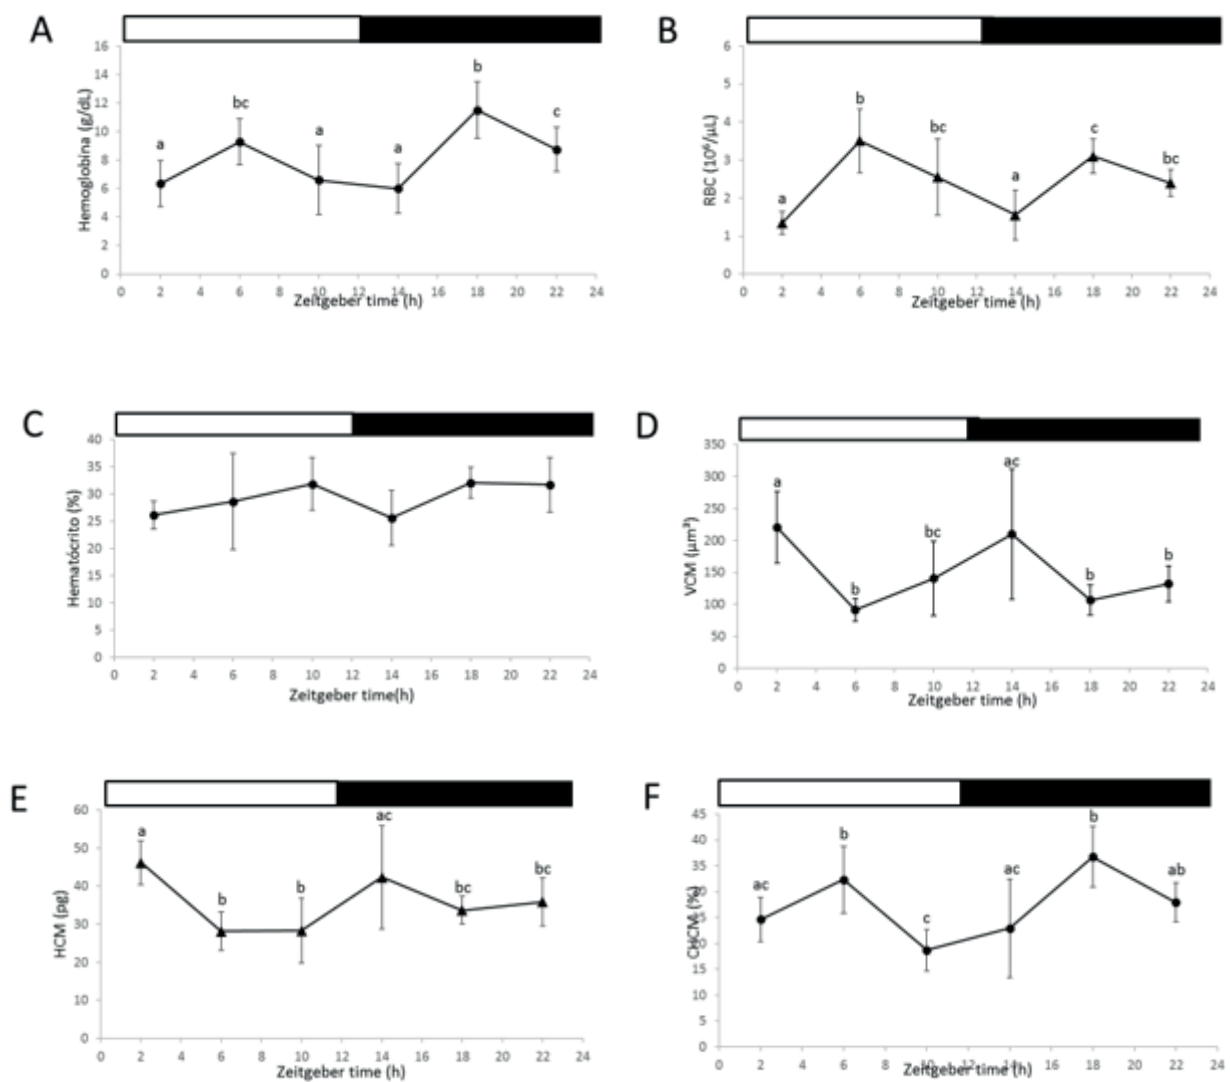 A
Hemoglobina (g/dL)
16
14
12
10
8
6
4
2
0
a
bc
a
a
b
c
0 2 4 6 8 10 12 14 16 18 20 22 24
Zeitgeber time (h)
B
RBC (10⁶/µL)
6
5
4
3
2
1
0
a
b
bc
a
c
bc
0 2 4 6 8 10 12 14 16 18 20 22 24
Zeitgeber time (h)
C
Hematócrito (%)
40
35
30
25
20
15
10
5
0
0 2 4 6 8 10 12 14 16 18 20 22 24
Zeitgeber time(h)
D
VCM (µm³)
350
300
250
200
150
100
50
0
a
b
bc
ac
b
b
0 2 4 6 8 10 12 14 16 18 20 22 24
Zeitgeber time (h)
E
HCM (pg)
60
50
40
30
20
10
0
a
b
b
ac
bc
bc
0 2 4 6 8 10 12 14 16 18 20 22 24
Zeitgeber time (h)
F
CHCM (%)
45
40
35
30
25
20
15
10
5
0
ac
b
c
ac
b
ab
0 2 4 6 8 10 12 14 16 18 20 22 24
Zeitgeber time (h)